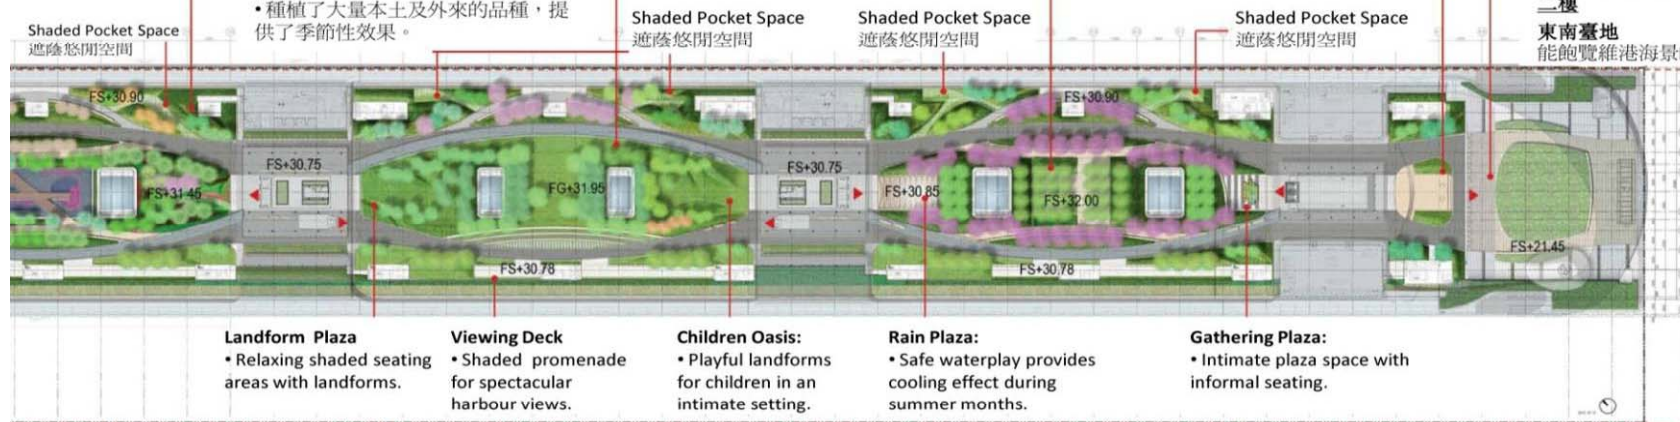 • 種植了大量本土及外來的品種，提
供了季節性效果。
Shaded Pocket Space
遮蔭悠閒空間
Shaded Pocket Space
遮蔭悠閒空間
Shaded Pocket Space
遮蔭悠閒空間
Shaded Pocket Space
遮蔭悠閒空間
二樓
東南臺地
能飽覽維港海景
FS+30.90
FS+30.90
FS+30.75
FS+30.75
FS+31.45
FG+31.95
FS+30.85
FS+32.00
FS+21.45
FS+30.78
FS+30.78
Landform Plaza
• Relaxing shaded seating
areas with landforms.
Viewing Deck
• Shaded promenade
for spectacular
harbour views.
Children Oasis:
• Playful landforms
for children in an
intimate setting.
Rain Plaza:
• Safe waterplay provides
cooling effect during
summer months.
Gathering Plaza:
• Intimate plaza space with
informal seating.